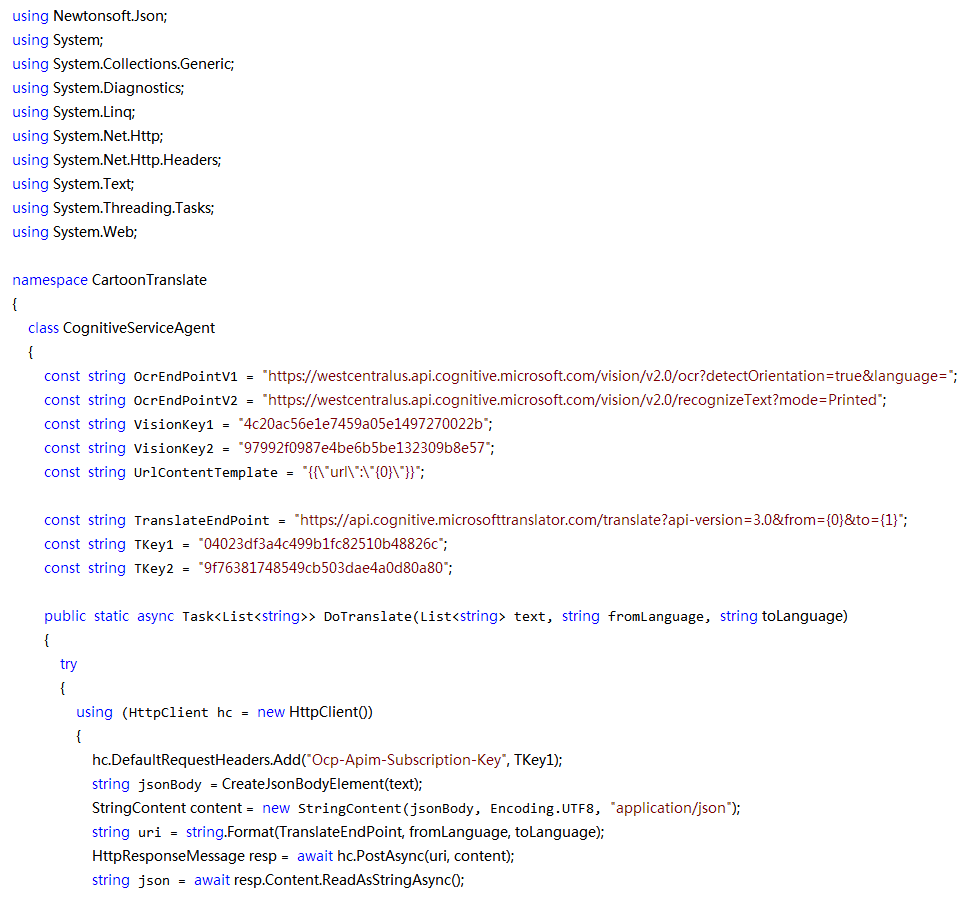 using Newtonsoft.Json;
using System;
using System.Collections.Generic;
using System.Diagnostics;
using System.Linq;
using System.Net.Http;
using System.Net.Http.Headers;
using System.Text;
using System.Threading.Tasks;
using System.Web;

namespace CartoonTranslate
{
    class CognitiveServiceAgent
    {
        const string OcrEndPointV1 = "https://westcentralus.api.cognitive.microsoft.com/vision/v2.0/ocr?detectOrientation=true&language=";
        const string OcrEndPointV2 = "https://westcentralus.api.cognitive.microsoft.com/vision/v2.0/recognizeText?mode=Printed";
        const string VisionKey1 = "4c20ac56e1e7459a05e1497270022b";
        const string VisionKey2 = "97992f0987e4be6b5be132309b8e57";
        const string UrlContentTemplate = "{{\"url\":\"{0}\"}}";

        const string TranslateEndPoint = "https://api.cognitive.microsofttranslator.com/translate?api-version=3.0&from={0}&to={1}";
        const string TKey1 = "04023df3a4c499b1fc82510b48826c";
        const string TKey2 = "9f76381748549cb503dae4a0d80a80";

        public static async Task<List<string>> DoTranslate(List<string> text, string fromLanguage, string toLanguage)
        {
            try
            {
                using (HttpClient hc = new HttpClient())
                {
                    hc.DefaultRequestHeaders.Add("Ocp-Apim-Subscription-Key", TKey1);
                    string jsonBody = CreateJsonBodyElement(text);
                    StringContent content = new StringContent(jsonBody, Encoding.UTF8, "application/json");
                    string uri = string.Format(TranslateEndPoint, fromLanguage, toLanguage);
                    HttpResponseMessage resp = await hc.PostAsync(uri, content);
                    string json = await resp.Content.ReadAsStringAsync();